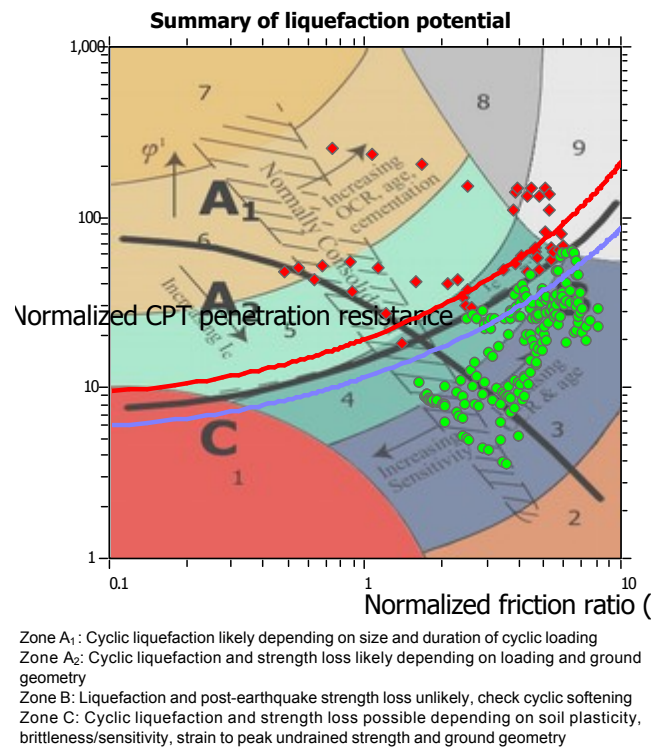 Summary of liquefaction potential
1,000
7
8
9
φ'
Increasing
OCR, age,
cementation
Normally Consoli
A1
100
6
A
Increasing Ic
Normalized CPT penetration resistance
5
10
4
OCR & age
3
C
Increasing
Sensitivity
1
2
1
0.1
1
10
Normalized friction ratio (
Zone A1: Cyclic liquefaction likely depending on size and duration of cyclic loading
Zone A2: Cyclic liquefaction and strength loss likely depending on loading and ground
geometry
Zone B: Liquefaction and post-earthquake strength loss unlikely, check cyclic softening
Zone C: Cyclic liquefaction and strength loss possible depending on soil plasticity,
brittleness/sensitivity, strain to peak undrained strength and ground geometry